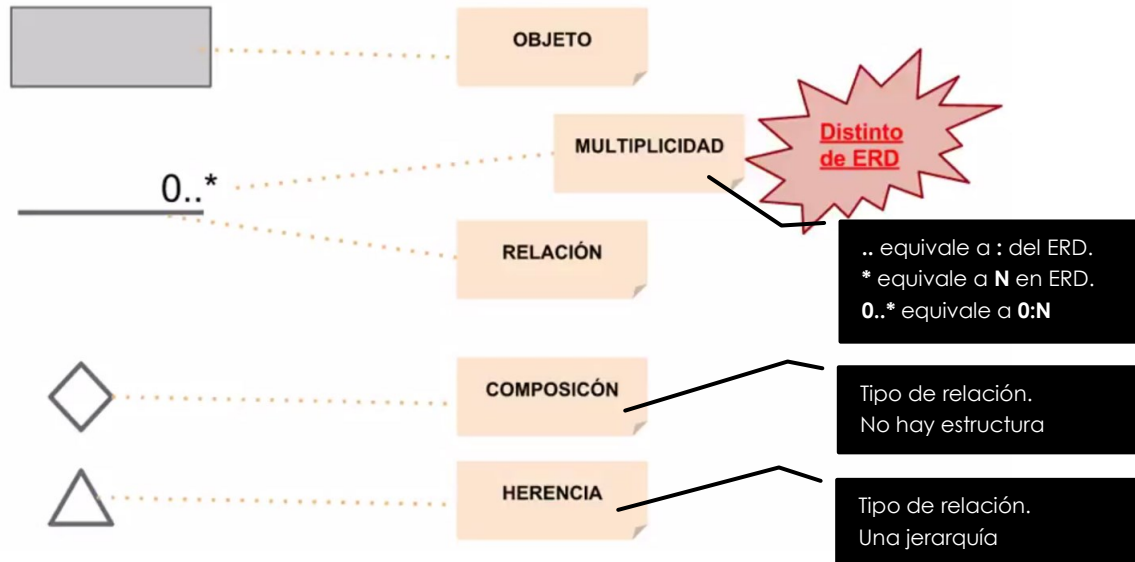 OBJETO
MULTIPLICIDAD
Distinto
de ERD
0..*
RELACIÓN
.. equivale a : del ERD.
* equivale a N en ERD.
0..* equivale a 0:N
COMPOSICÓN
Tipo de relación.
No hay estructura
HERENCIA
Tipo de relación.
Una jerarquía